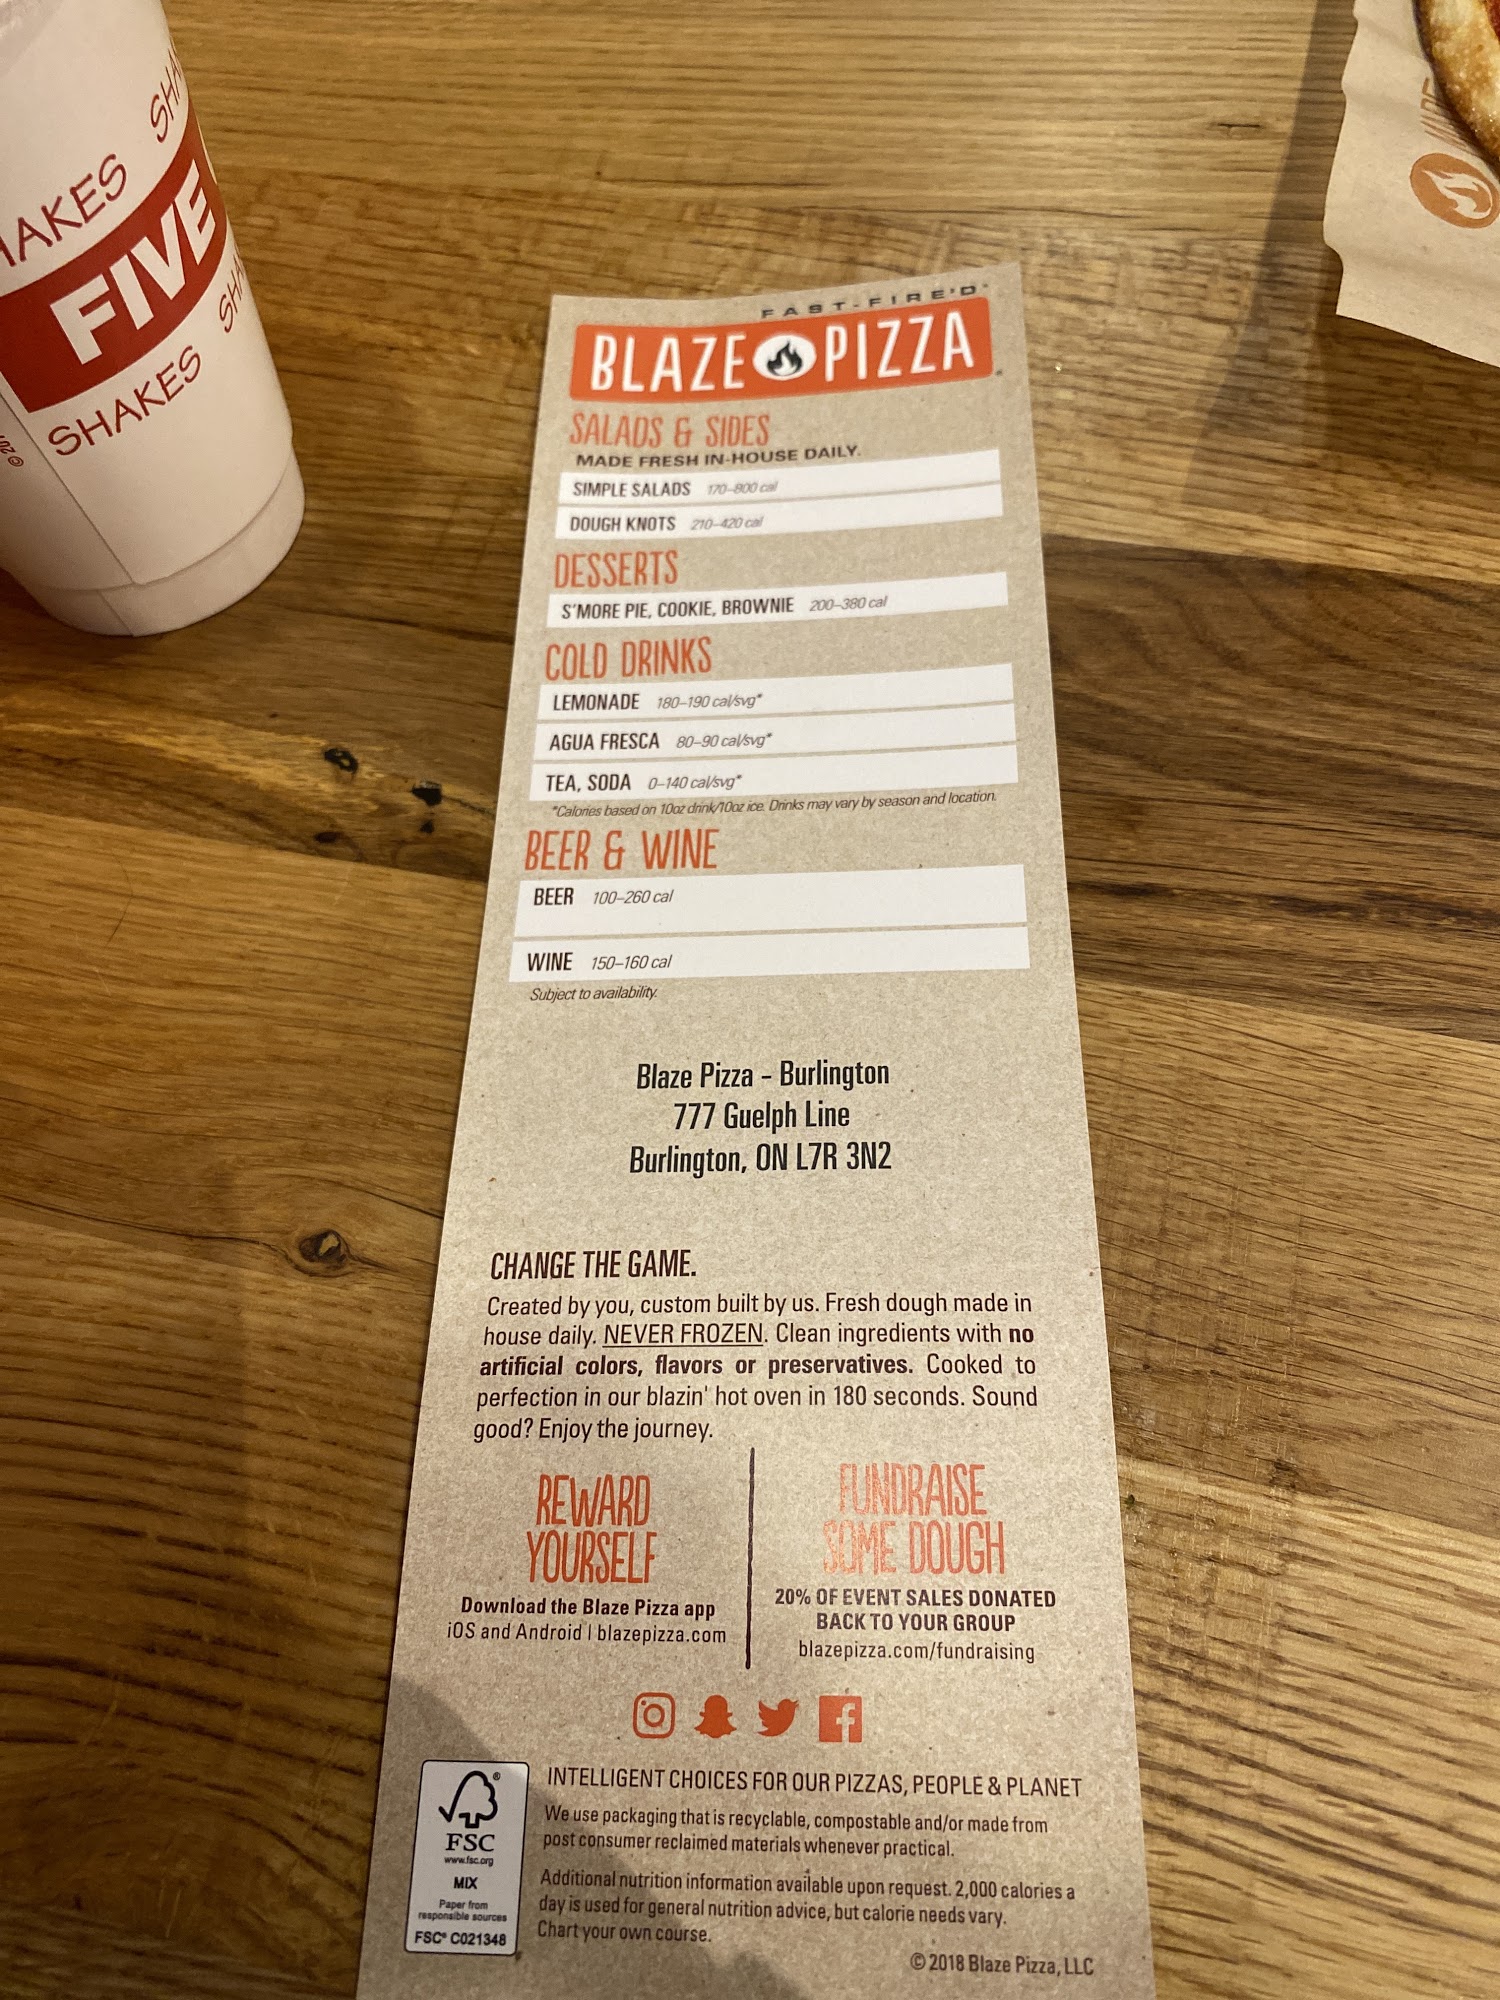 SHAKES
FIVE
SHAKES
FAST-FIRE'D
BLAZE PIZZA
SALADS & SIDES
MADE FRESH IN-HOUSE DAILY.
SIMPLE SALADS 170–800 cal
DOUGH KNOTS 210–420 cal
DESSERTS
S'MORE PIE, COOKIE, BROWNIE 200–380 cal
COLD DRINKS
LEMONADE 180–190 cal/svg*
AGUA FRESCA 80–90 cal/svg*
TEA, SODA 0–140 cal/svg*
*Calories based on 10oz drink/10oz ice. Drinks may vary by season and location.
BEER & WINE
BEER 100–260 cal
WINE 150–160 cal
Subject to availability.
Blaze Pizza - Burlington
777 Guelph Line
Burlington, ON L7R 3N2
CHANGE THE GAME.
Created by you, custom built by us. Fresh dough made in
house daily. NEVER FROZEN. Clean ingredients with no
artificial colors, flavors or preservatives. Cooked to
perfection in our blazin' hot oven in 180 seconds. Sound
good? Enjoy the journey.
REWARD
YOURSELF
Download the Blaze Pizza app
iOS and Android | blazepizza.com
FUNDRAISE
SOME DOUGH
20% OF EVENT SALES DONATED
BACK TO YOUR GROUP
blazepizza.com/fundraising
FSC
www.fsc.org
MIX
Paper from
responsible sources
FSC® C021348
INTELLIGENT CHOICES FOR OUR PIZZAS, PEOPLE & PLANET
We use packaging that is recyclable, compostable and/or made from
post consumer reclaimed materials whenever practical.
Additional nutrition information available upon request. 2,000 calories a
day is used for general nutrition advice, but calorie needs vary.
Chart your own course.
© 2018 Blaze Pizza, LLC